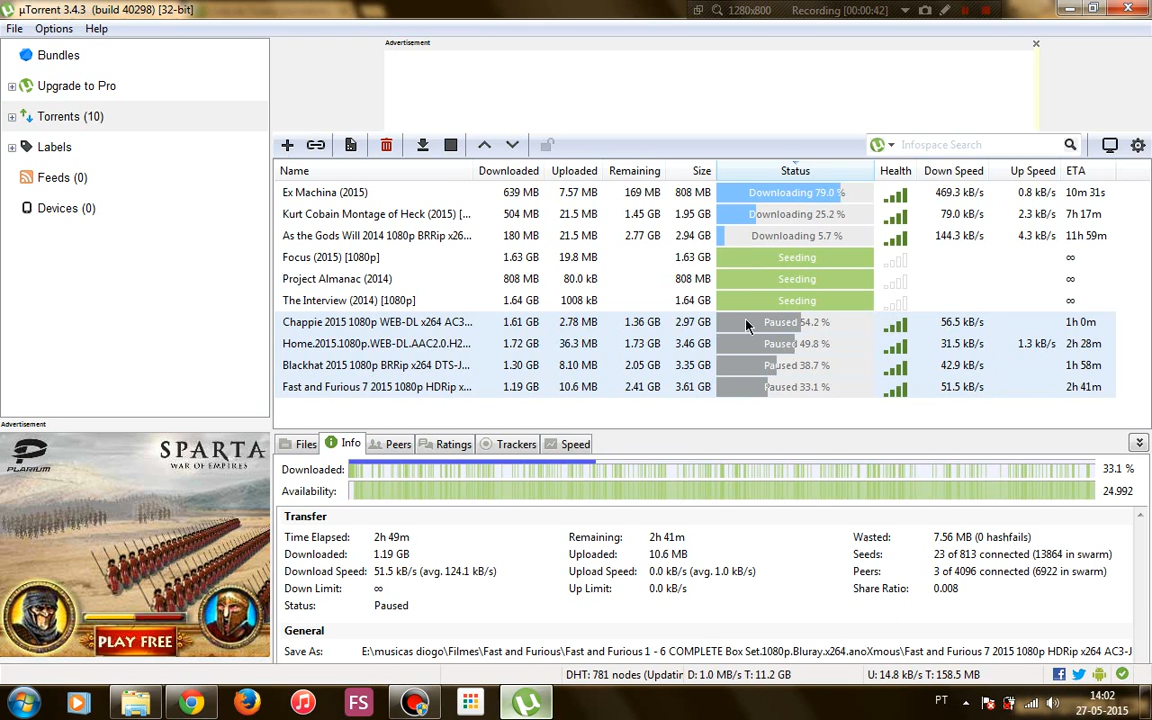 µTorrent 3.4.3 (build 40298) [32-bit]
1280x800 Recording [00:00:42]
File Options Help
Bundles
Upgrade to Pro
Torrents (10)
Labels
Feeds (0)
Devices (0)
Advertisement
Infospace Search
Name Downloaded Uploaded Remaining Size Status Health Down Speed Up Speed ETA
Ex Machina (2015) 639 MB 7.57 MB 169 MB 808 MB Downloading 79.0 % 469.3 kB/s 0.8 kB/s 10m 31s
Kurt Cobain Montage of Heck (2015) [... 504 MB 21.5 MB 1.45 GB 1.95 GB Downloading 25.2 % 79.0 kB/s 2.3 kB/s 7h 17m
As the Gods Will 2014 1080p BRRip x26... 180 MB 21.5 MB 2.77 GB 2.94 GB Downloading 5.7 % 144.3 kB/s 4.3 kB/s 11h 59m
Focus (2015) [1080p] 1.63 GB 19.8 MB 1.63 GB Seeding ∞
Project Almanac (2014) 808 MB 80.0 kB 808 MB Seeding ∞
The Interview (2014) [1080p] 1.64 GB 1008 kB 1.64 GB Seeding ∞
Chappie 2015 1080p WEB-DL x264 AC3... 1.61 GB 2.78 MB 1.36 GB 2.97 GB Paused 54.2 % 56.5 kB/s 1h 0m
Home.2015.1080p.WEB-DL.AAC2.0.H2... 1.72 GB 36.3 MB 1.73 GB 3.46 GB Paused 49.8 % 31.5 kB/s 1.3 kB/s 2h 28m
Blackhat 2015 1080p BRRip x264 DTS-J... 1.30 GB 8.10 MB 2.05 GB 3.35 GB Paused 38.7 % 42.9 kB/s 1h 58m
Fast and Furious 7 2015 1080p HDRip x... 1.19 GB 10.6 MB 2.41 GB 3.61 GB Paused 33.1 % 51.5 kB/s 2h 41m
Advertisement
PLARIUM
SPARTA
WAR OF EMPIRES
PLAY FREE
Files Info Peers Ratings Trackers Speed
Downloaded: 33.1 %
Availability: 24.992
Transfer
Time Elapsed: 2h 49m Remaining: 2h 41m Wasted: 7.56 MB (0 hashfails)
Downloaded: 1.19 GB Uploaded: 10.6 MB Seeds: 23 of 813 connected (13864 in swarm)
Download Speed: 51.5 kB/s (avg. 124.1 kB/s) Upload Speed: 0.0 kB/s (avg. 1.0 kB/s) Peers: 3 of 4096 connected (6922 in swarm)
Down Limit: ∞ Up Limit: 0.0 kB/s Share Ratio: 0.008
Status: Paused
General
Save As: E:\musicas diogo\Filmes\Fast and Furious\Fast and Furious 1 - 6 COMPLETE Box Set.1080p.Bluray.x264.anoXmous\Fast and Furious 7 2015 1080p HDRip x264 AC3-J
DHT: 781 nodes (Updatin D: 1.0 MB/s T: 11.2 GB U: 14.8 kB/s T: 158.5 MB
FS PT 14:02
27-05-2015